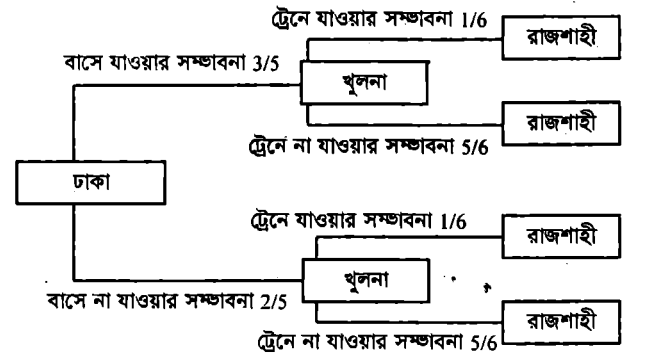 ট্রেনে যাওয়ার সম্ভাবনা 1/6
রাজশাহী
বাসে যাওয়ার সম্ভাবনা 3/5
খুলনা
রাজশাহী
ট্রেনে না যাওয়ার সম্ভাবনা 5/6
ঢাকা
ট্রেনে যাওয়ার সম্ভাবনা 1/6
রাজশাহী
খুলনা
বাসে না যাওয়ার সম্ভাবনা 2/5
রাজশাহী
ট্রেনে না যাওয়ার সম্ভাবনা 5/6